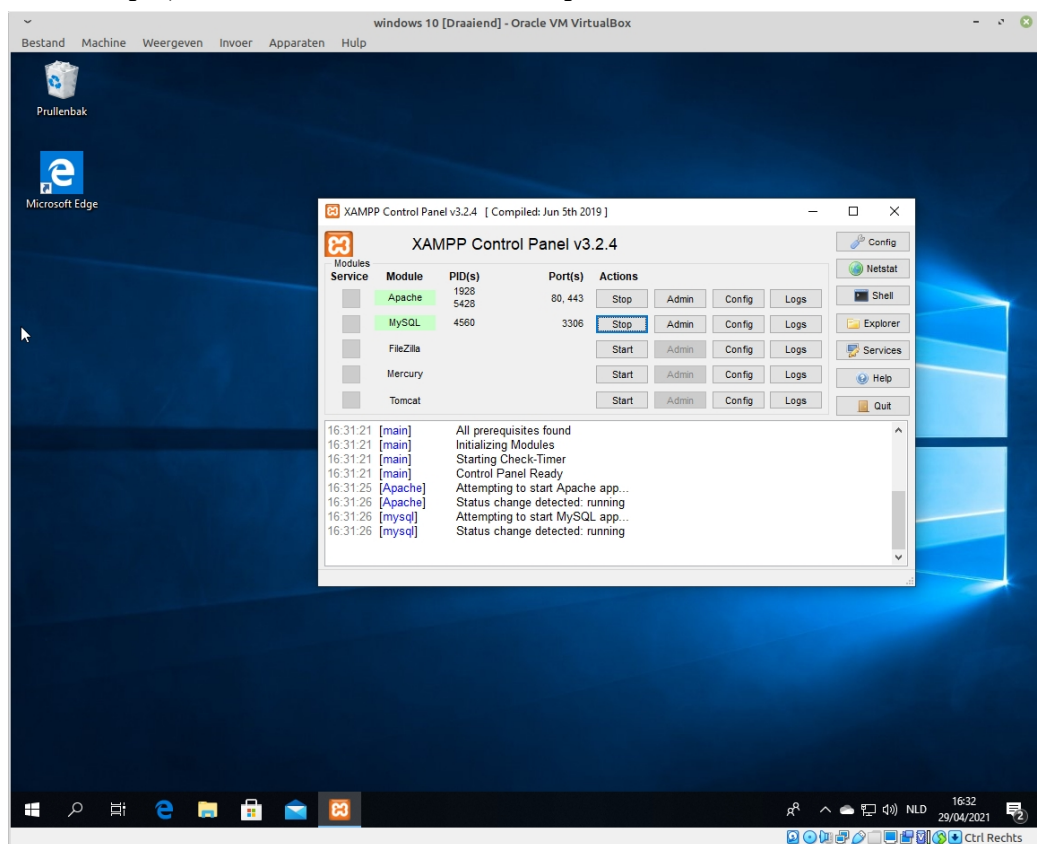 windows 10 [Draaiend] - Oracle VM VirtualBox
Bestand Machine Weergeven Invoer Apparaten Hulp
Prullenbak
Microsoft Edge
XAMPP Control Panel v3.2.4 [ Compiled: Jun 5th 2019 ]
XAMPP Control Panel v3.2.4
Config
Modules
Service Module PID(s) Port(s) Actions
Netstat
Apache 1928 5428 80, 443 Stop Admin Config Logs
Shell
MySQL 4560 3306 Stop Admin Config Logs
Explorer
FileZilla Start Admin Config Logs
Services
Mercury Start Admin Config Logs
Help
Tomcat Start Admin Config Logs
Quit
16:31:21 [main] All prerequisites found
16:31:21 [main] Initializing Modules
16:31:21 [main] Starting Check-Timer
16:31:21 [main] Control Panel Ready
16:31:25 [Apache] Attempting to start Apache app...
16:31:26 [Apache] Status change detected: running
16:31:26 [mysql] Attempting to start MySQL app...
16:31:26 [mysql] Status change detected: running
NLD
16:32
29/04/2021
2
Ctrl Rechts